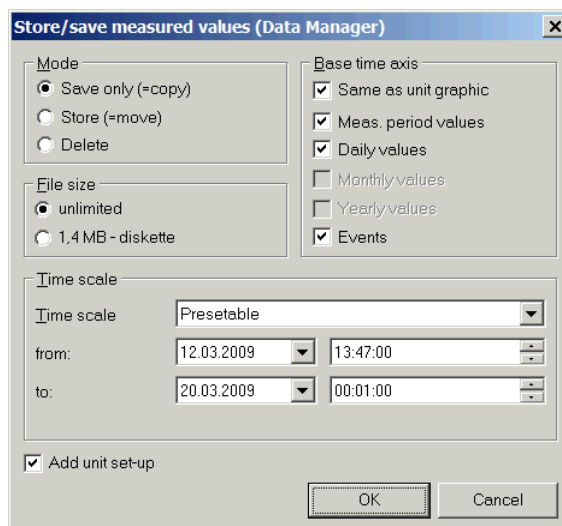 Store/save measured values (Data Manager)
Mode
Save only (=copy)
Store (=move)
Delete
File size
unlimited
1,4 MB - diskette
Base time axis
Same as unit graphic
Meas. period values
Daily values
Monthly values
Yearly values
Events
Time scale
Time scale Presetable
from: 12.03.2009 13:47:00
to: 20.03.2009 00:01:00
Add unit set-up
OK Cancel